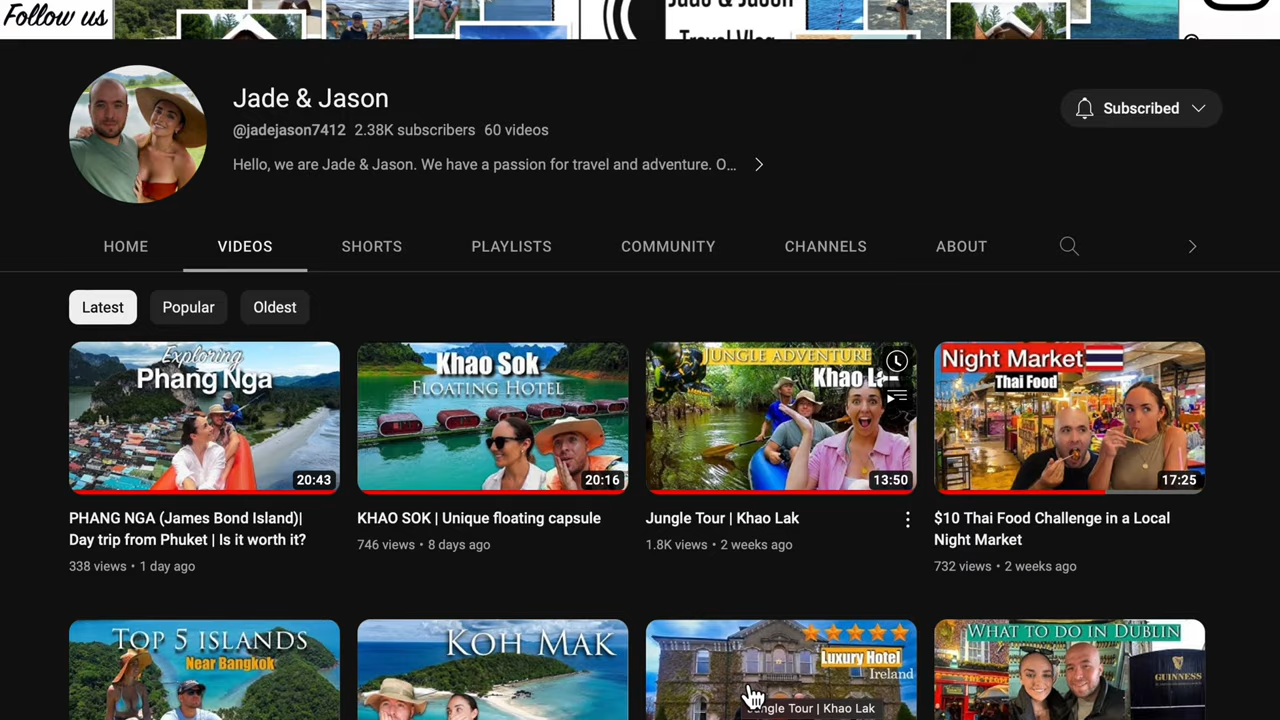 Follow us
Jade & Jason
Travel Vlog
Jade & Jason
@jadejason7412 2.38K subscribers 60 videos
Hello, we are Jade & Jason. We have a passion for travel and adventure. O...
Subscribed
HOME VIDEOS SHORTS PLAYLISTS COMMUNITY CHANNELS ABOUT
Latest Popular Oldest
Exploring
Phang Nga
20:43
Khao Sok
FLOATING HOTEL
20:16
JUNGLE ADVENTURE
Khao Lak
13:50
Night Market
Thai Food
17:25
PHANG NGA (James Bond Island)|
Day trip from Phuket | Is it worth it?
338 views • 1 day ago
KHAO SOK | Unique floating capsule
746 views • 8 days ago
Jungle Tour | Khao Lak
1.8K views • 2 weeks ago
$10 Thai Food Challenge in a Local
Night Market
732 views • 2 weeks ago
TOP 5 ISLANDS
Near Bangkok
KOH MAK
Luxury Hotel
Ireland
Jungle Tour | Khao Lak
WHAT TO DO IN DUBLIN
GUINNESS